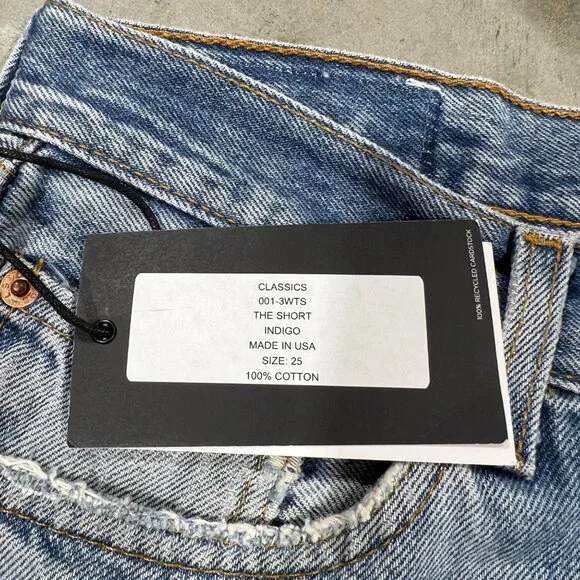 CLASSICS
001-3WTS
THE SHORT
INDIGO
MADE IN USA
SIZE: 25
100% COTTON
100% RECYCLED CARDSTOCK